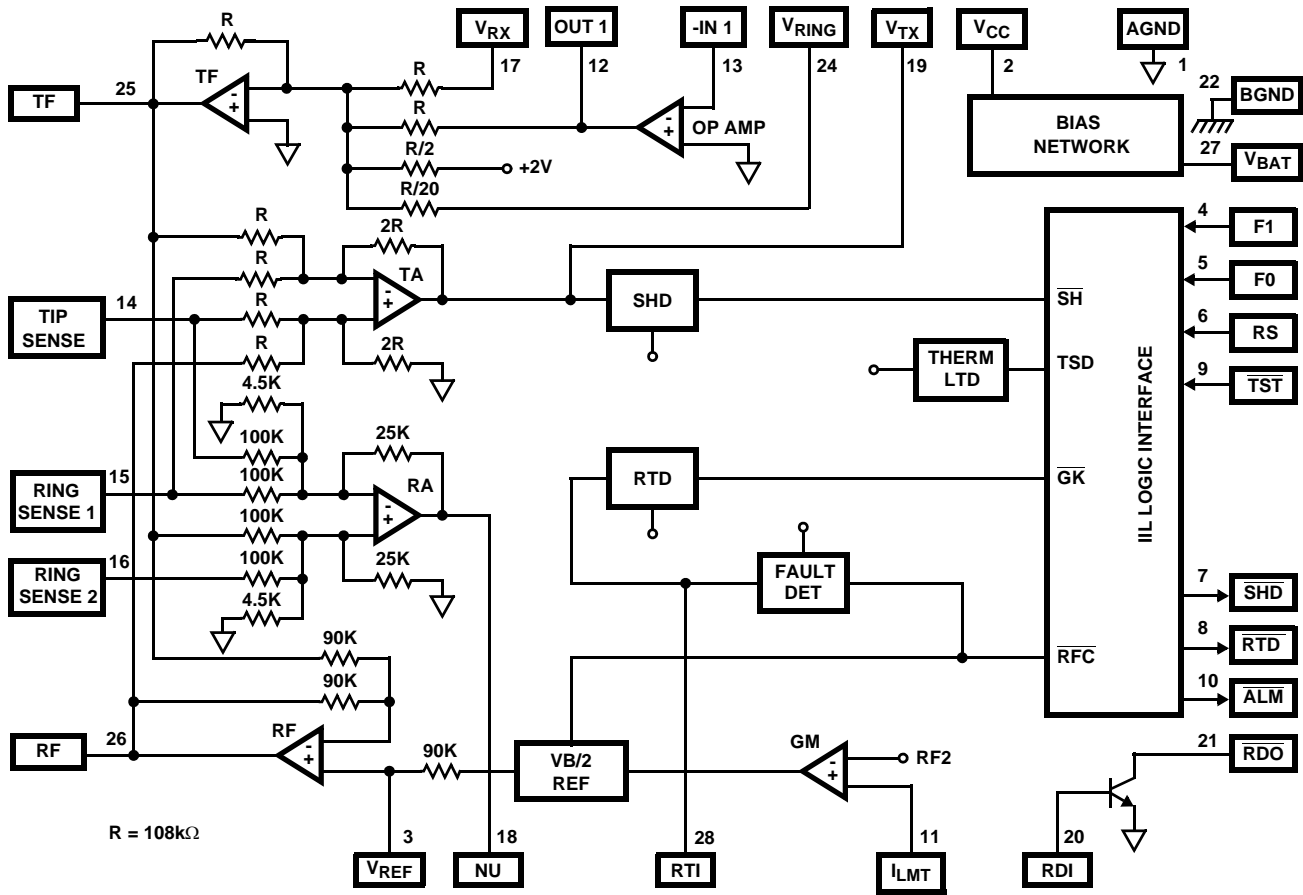 R
VRX
OUT 1
-IN 1
VRING
VTX
VCC
AGND
17
12
13
24
19
2
1
TF
25
TF
-
+
R
R
R/2
+2V
R/20
-
+
OP AMP
BIAS
NETWORK
22
BGND
27
VBAT
R
R
R
R
2R
TA
-
+
2R
TIP
SENSE
14
SHD
SH
TSD
THERM
LTD
IIL LOGIC INTERFACE
4
F1
5
F0
6
RS
9
TST
4.5K
100K
100K
100K
100K
4.5K
25K
RA
-
+
25K
15
RING
SENSE 1
16
RING
SENSE 2
RTD
GK
FAULT
DET
RFC
7
SHD
8
RTD
10
ALM
90K
90K
RF
26
RF
-
+
90K
VB/2
REF
GM
-
+
RF2
21
RDO
R = 108kΩ
3
18
28
11
20
VREF
NU
RTI
ILMT
RDI